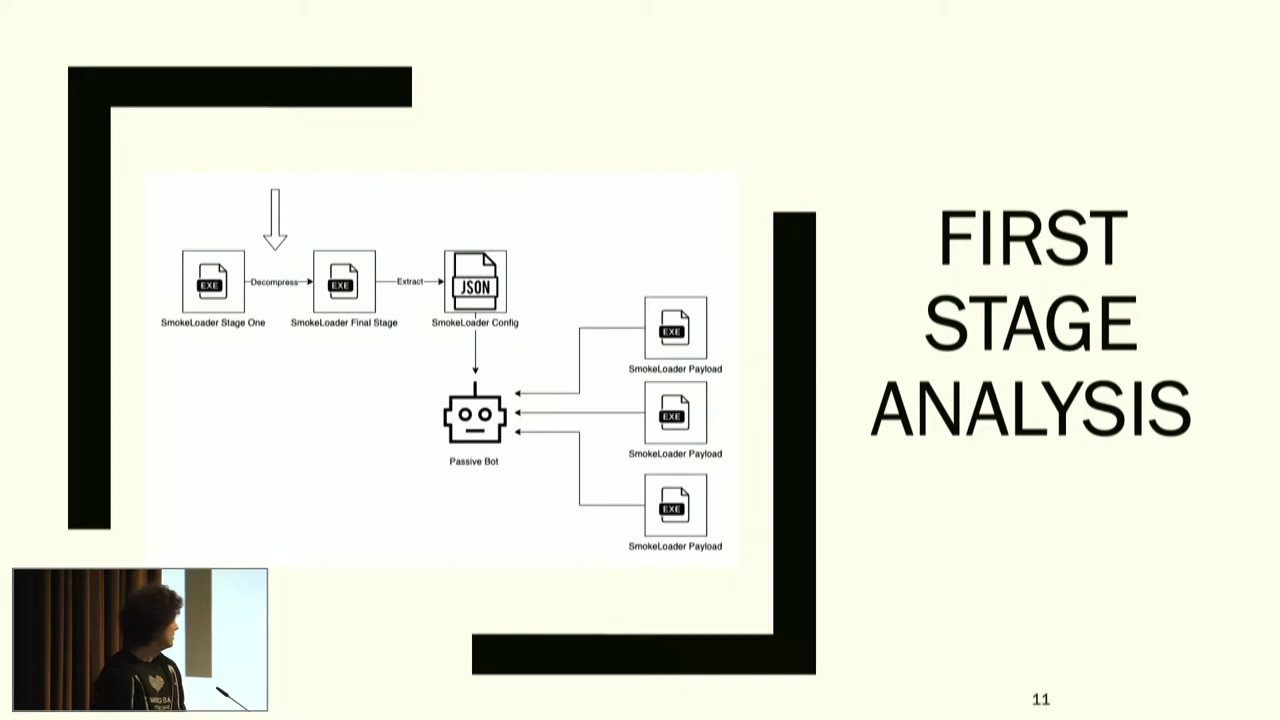 FIRST
STAGE
ANALYSIS
EXE
Decompress
EXE
Extract
JSON
SmokeLoader Stage One
SmokeLoader Final Stage
SmokeLoader Config
EXE
SmokeLoader Payload
EXE
SmokeLoader Payload
Passive Bot
EXE
SmokeLoader Payload
11